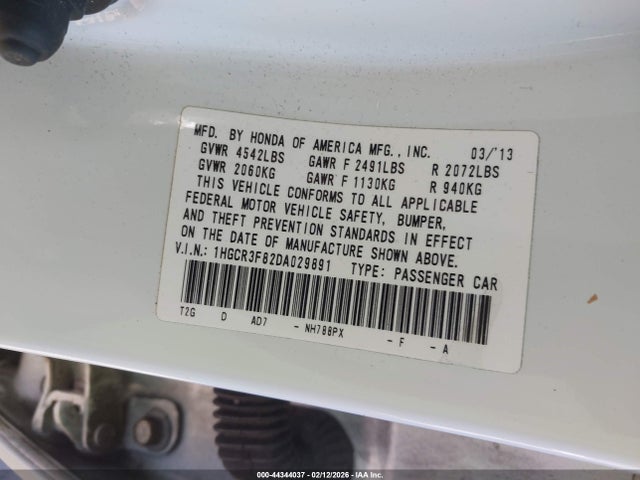 MFD. BY HONDA OF AMERICA MFG., INC. 03/'13
GVWR 4542LBS GAWR F 2491LBS R 2072LBS
GVWR 2060KG GAWR F 1130KG R 940KG
THIS VEHICLE CONFORMS TO ALL APPLICABLE
FEDERAL MOTOR VEHICLE SAFETY, BUMPER,
AND THEFT PREVENTION STANDARDS IN EFFECT
ON THE DATE OF MANUFACTURE SHOWN ABOVE.
V.I.N.: 1HGCR3F82DA029891 TYPE: PASSENGER CAR
T2G D AD7 - NH788PX - F - A
000-44344037 - 02/12/2026 - IAA Inc.